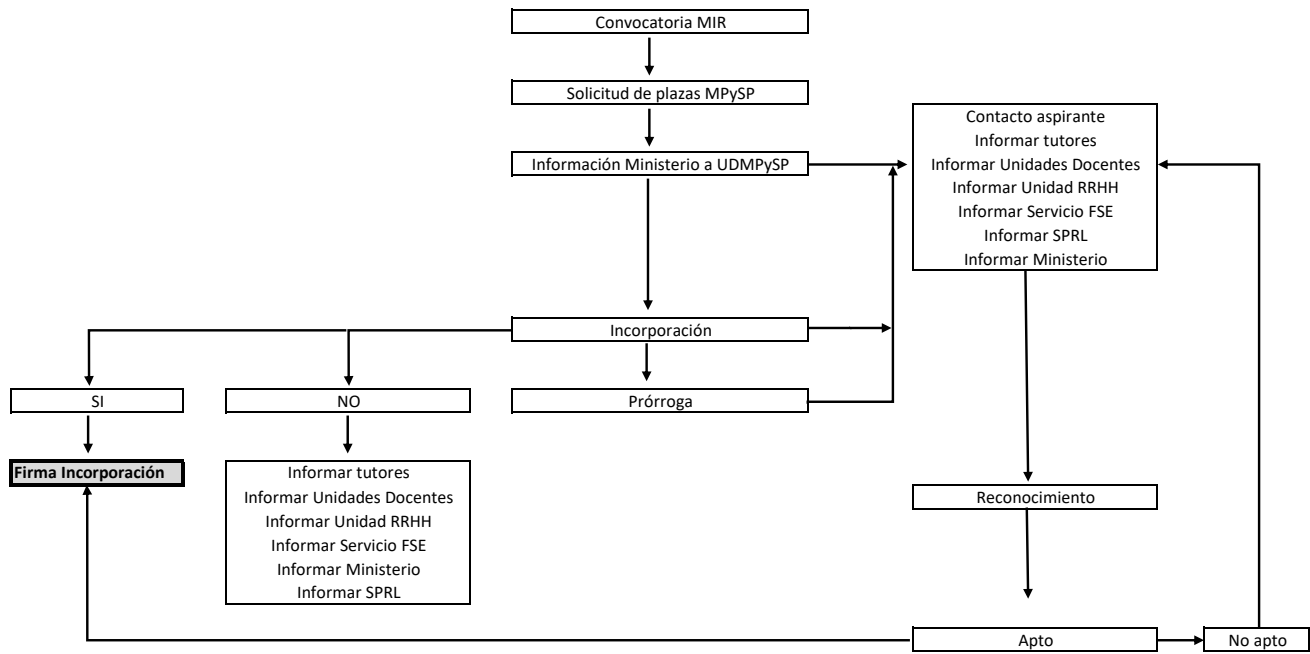 Convocatoria MIR
Solicitud de plazas MPySP
Información Ministerio a UDMPySP
Contacto aspirante
Informar tutores
Informar Unidades Docentes
Informar Unidad RRHH
Informar Servicio FSE
Informar SPRL
Informar Ministerio
Incorporación
SI
NO
Prórroga
Firma Incorporación
Informar tutores
Informar Unidades Docentes
Informar Unidad RRHH
Informar Servicio FSE
Informar Ministerio
Informar SPRL
Reconocimiento
Apto
No apto